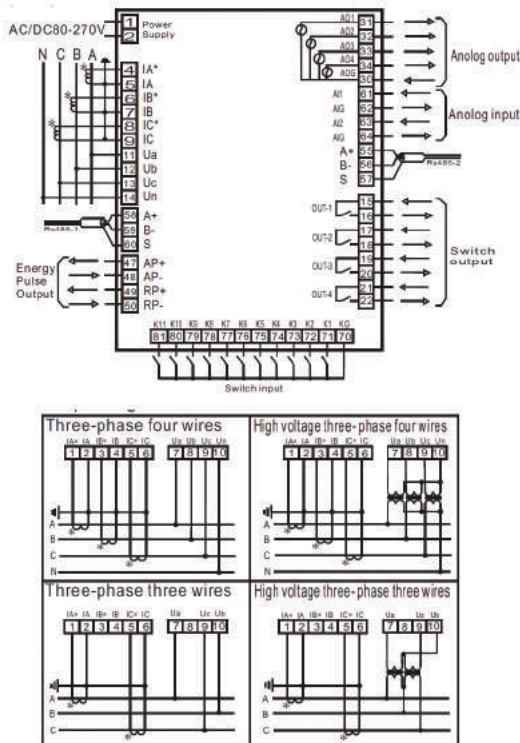 AC/DC80-270V
1 Power
2 Supply
N C B A
4 IA*
5 IA
6 IB*
7 IB
8 IC*
9 IC
11 Ua
12 Ub
13 Uc
14 Un
Rs485-1
58 A+
59 B-
60 S
Energy
Pulse
Output
47 AP+
48 AP-
49 RP+
50 RP-
AO1 31
AO2 32
AO3 33
AO4 34
AOG 30
Analog output
AI1 61
AIG 62
AI2 63
AIG 64
Analog input
A+ 55
B- 56
S 57
Rs485-2
OUT-1 15
16
OUT-2 17
18
OUT-3 19
20
OUT-4 21
22
Switch
output
K11 K10 K9 K8 K7 K6 K5 K4 K3 K2 K1 KG
81 80 79 78 77 76 75 74 73 72 71 70
Switch input
Three-phase four wires
IA* IA IB* IB IC* IC Ua Ub Uc Un
1 2 3 4 5 6 7 8 9 10
A
B
C
N
High voltage three-phase four wires
IA* IA IB* IB IC* IC Ua Ub Uc Un
1 2 3 4 5 6 7 8 9 10
A
B
C
N
Three-phase three wires
IA* IA IB* IB IC* IC Ua Uc Ub
1 2 3 4 5 6 7 8 9 10
A
B
C
High voltage three-phase three wires
IA* IA IB* IB IC* IC Ua Uc Ub
1 2 3 4 5 6 7 8 9 10
A
B
C